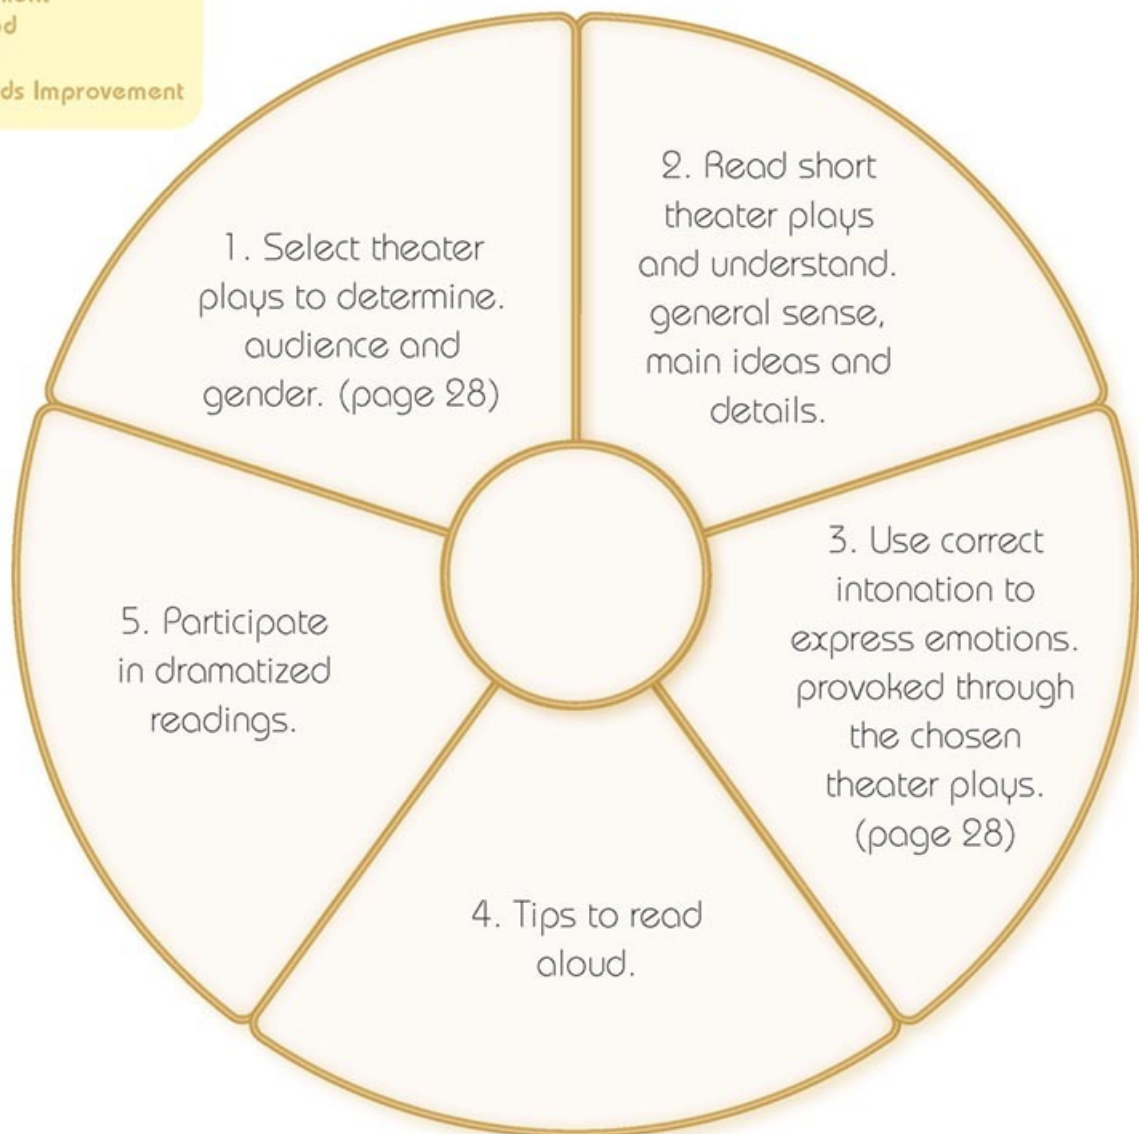 ds Improvement
1. Select theater
plays to determine.
audience and
gender. (page 28)
2. Read short
theater plays
and understand.
general sense,
main ideas and
details.
3. Use correct
intonation to
express emotions.
provoked through
the chosen
theater plays.
(page 28)
4. Tips to read
aloud.
5. Participate
in dramatized
readings.